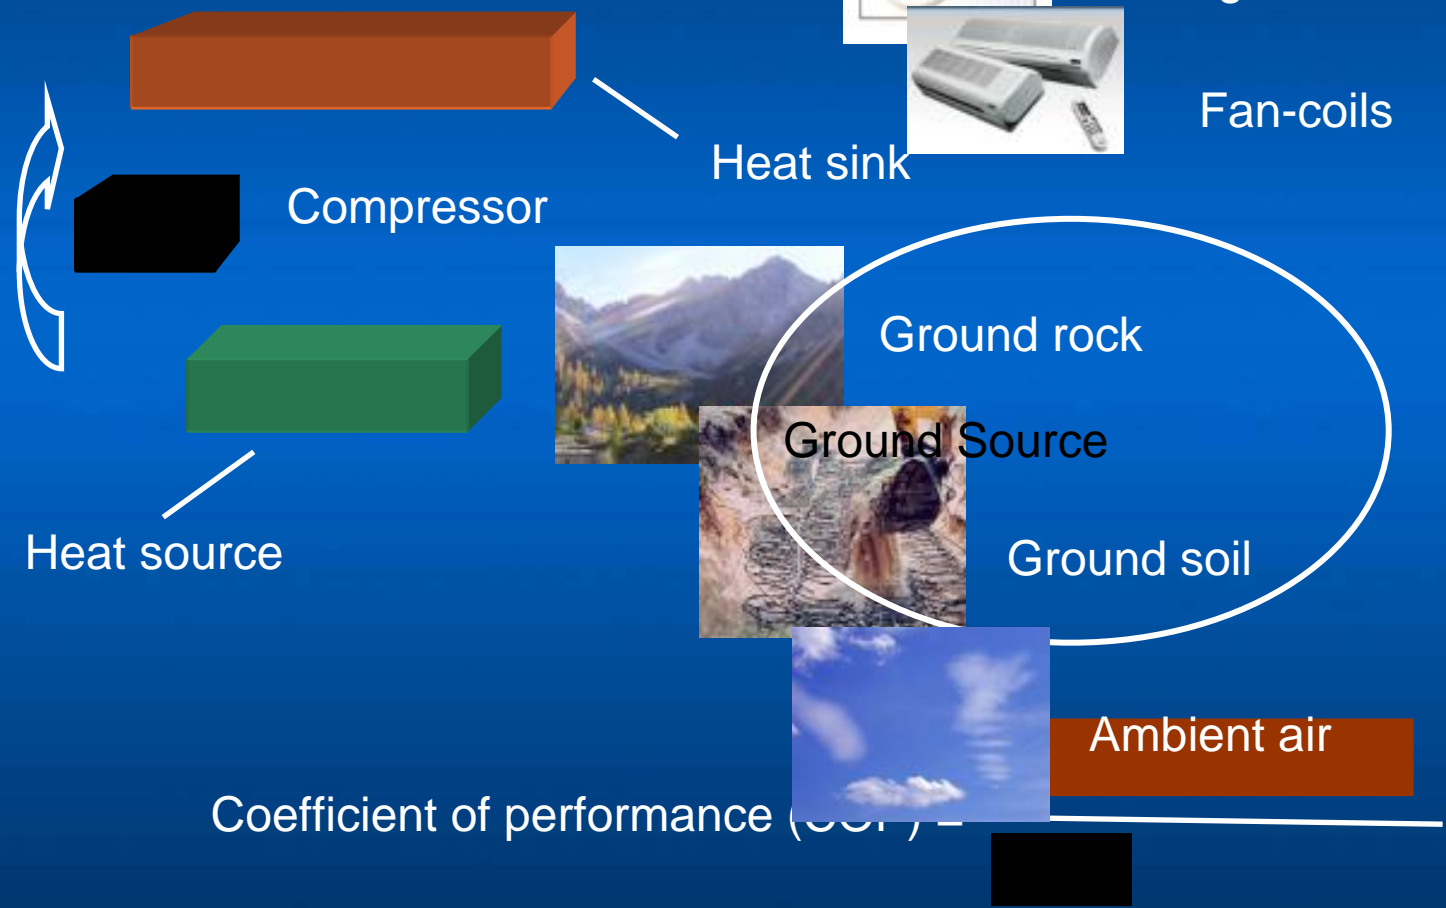 Fan-coils
Heat sink
Compressor
Ground rock
Ground Source
Heat source
Ground soil
Ambient air
Coefficient of performance